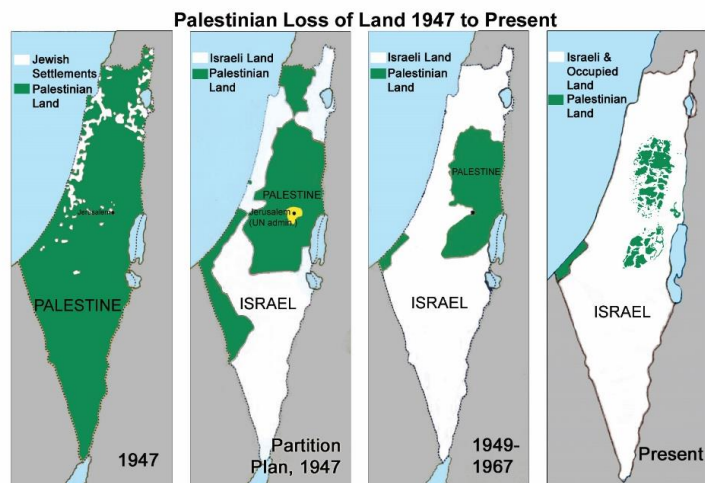 Palestinian Loss of Land 1947 to Present
Jewish
Settlements
Palestinian
Land
Jerusalem
PALESTINE
1947
Israeli Land
Palestinian
Land
PALESTINE
Jerusalem
(UN admin.)
ISRAEL
Partition
Plan, 1947
Israeli Land
Palestinian
Land
PALESTINE
ISRAEL
1949-
1967
Israeli &
Occupied
Land
Palestinian
Land
ISRAEL
Present